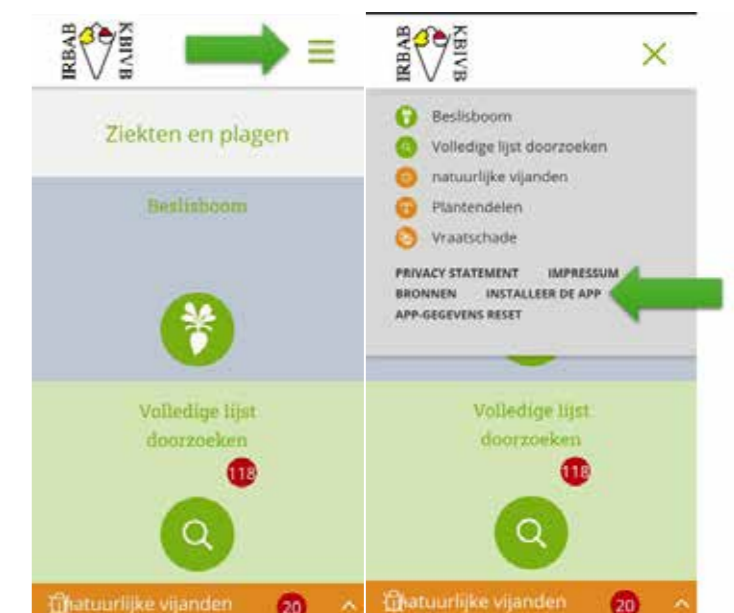 IRBAB
KBIVB
Ziekten en plagen
Beslisboom
Volledige lijst
doorzoeken
118
natuurlijke vijanden
20
IRBAB
KBIVB
Beslisboom
Volledige lijst doorzoeken
natuurlijke vijanden
Plantendelen
Vraatschade
PRIVACY STATEMENT IMPRESSUM
BRONNEN INSTALLEER DE APP
APP-GEGEVENS RESET
Volledige lijst
doorzoeken
118
natuurlijke vijanden
20